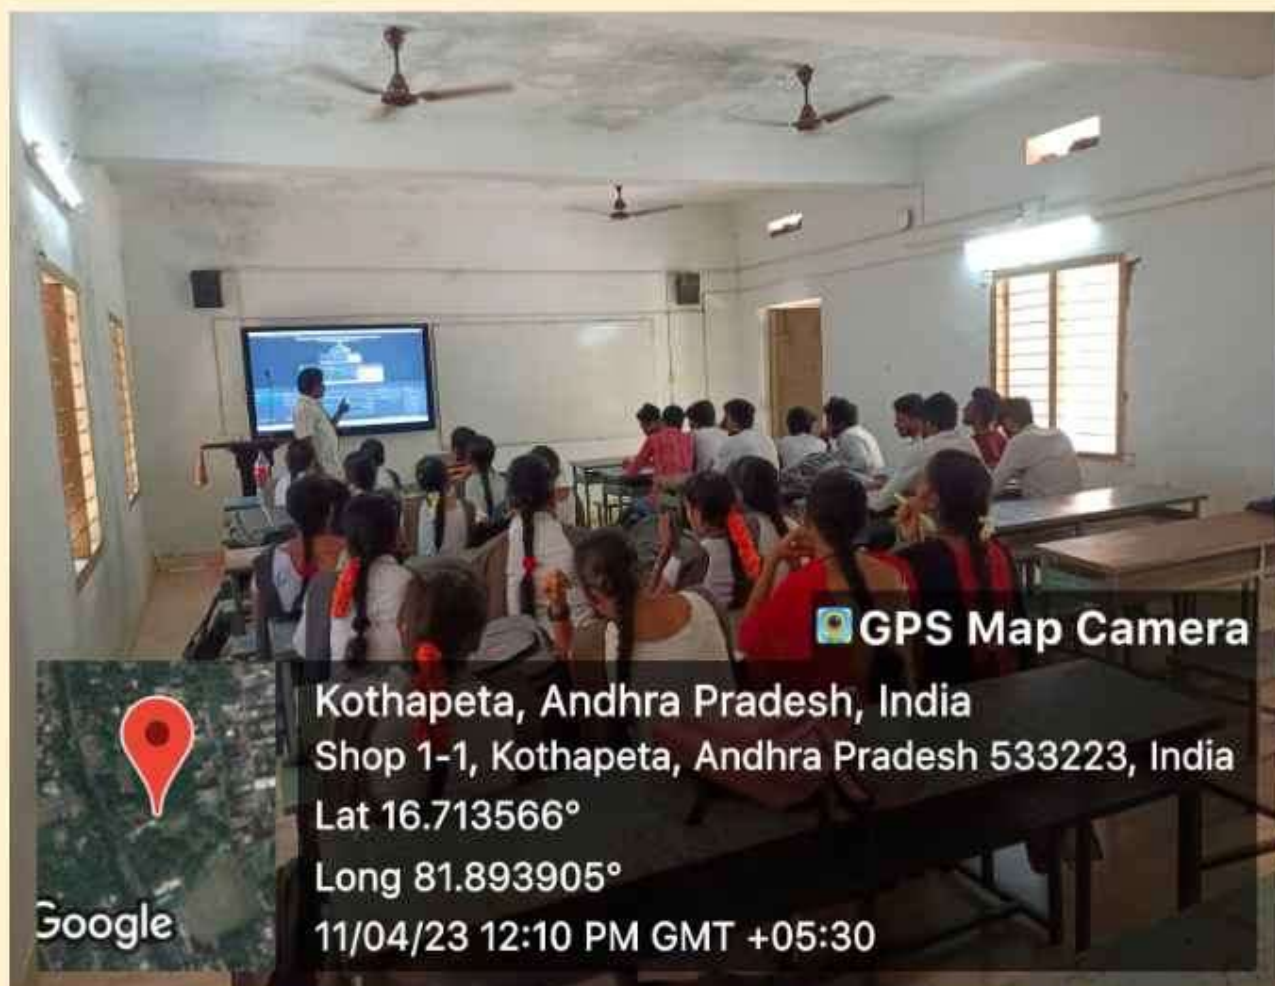 GPS Map Camera
Kothapeta, Andhra Pradesh, India
Shop 1-1, Kothapeta, Andhra Pradesh 533223, India
Lat 16.713566°
Long 81.893905°
11/04/23 12:10 PM GMT +05:30
Google